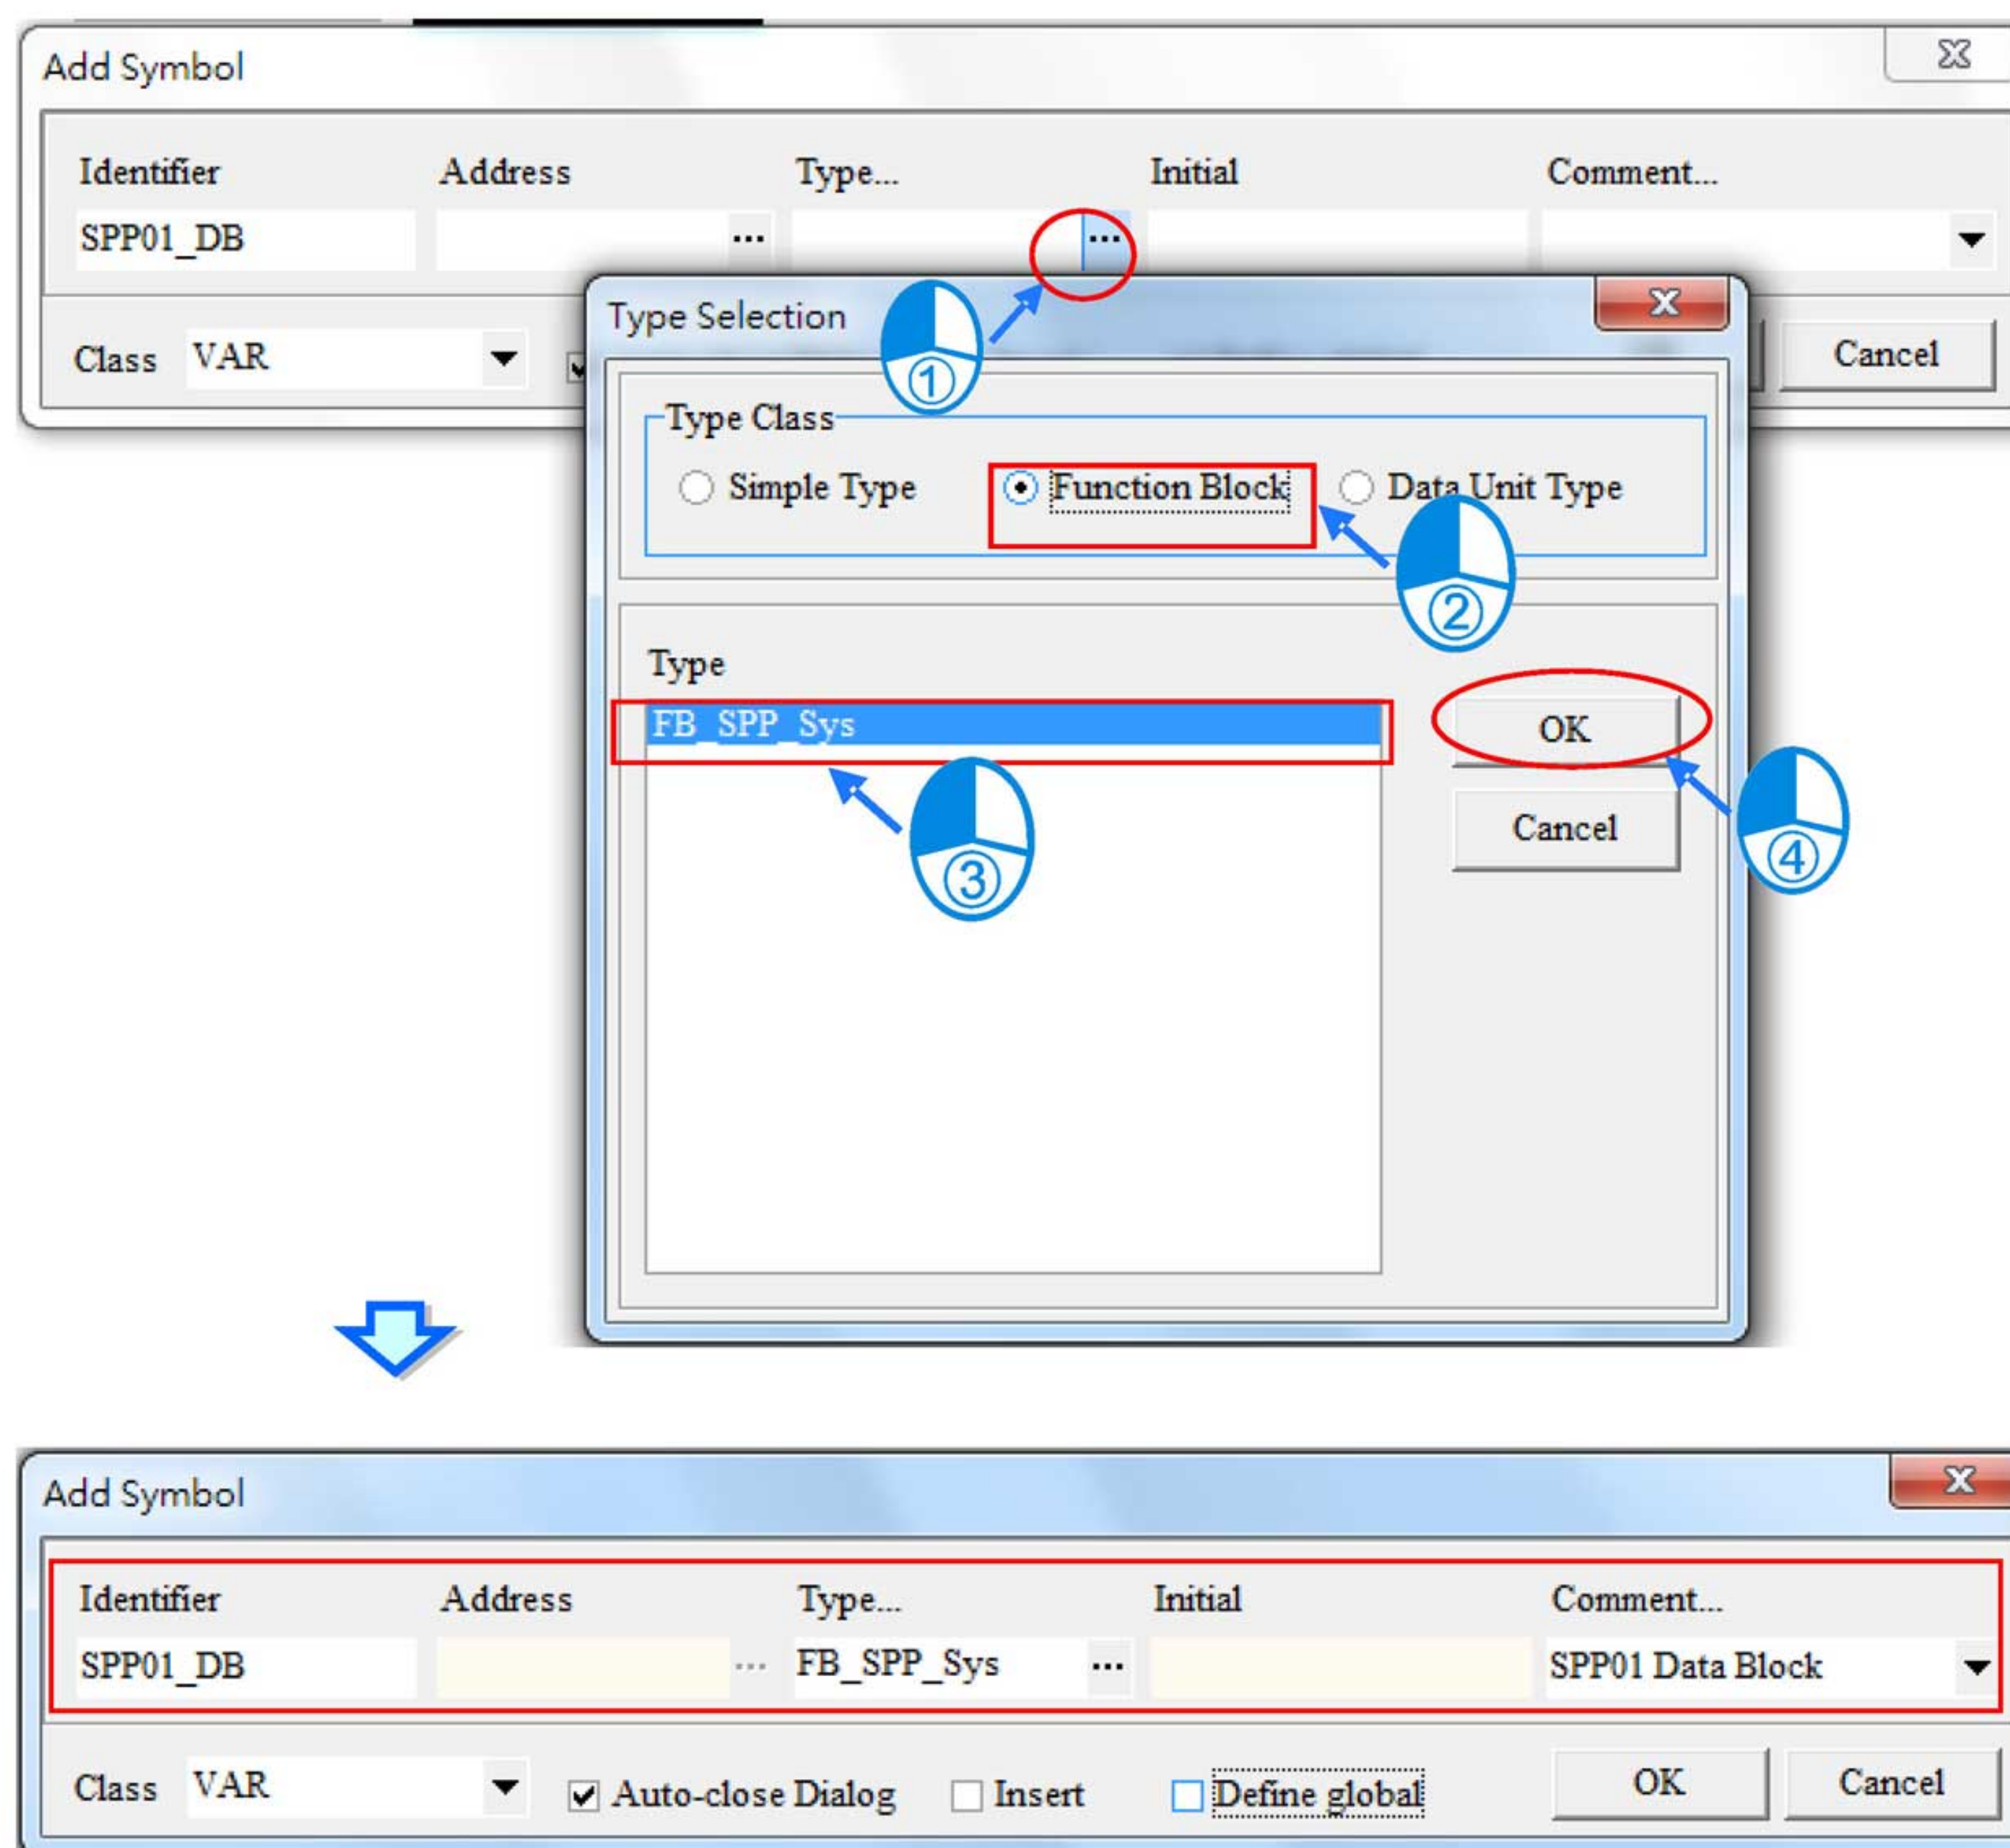 Add Symbol
Identifier Address Type... Initial Comment...
SPP01_DB ... ...
Type Selection
①
Class VAR Cancel
Type Class
Simple Type Function Block Data Unit Type
②
Type
FB_SPP_Sys OK
Cancel
③ ④
Add Symbol
Identifier Address Type... Initial Comment...
SPP01_DB ... FB_SPP_Sys ... SPP01 Data Block
Class VAR Auto-close Dialog Insert Define global OK Cancel